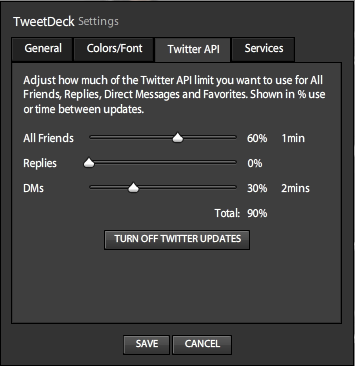 TweetDeck Settings
General Colors/Font Twitter API Services
Adjust how much of the Twitter API limit you want to use for All
Friends, Replies, Direct Messages and Favorites. Shown in % use
or time between updates.
All Friends 60% 1min
Replies 0%
DMs 30% 2mins
Total: 90%
TURN OFF TWITTER UPDATES
SAVE CANCEL